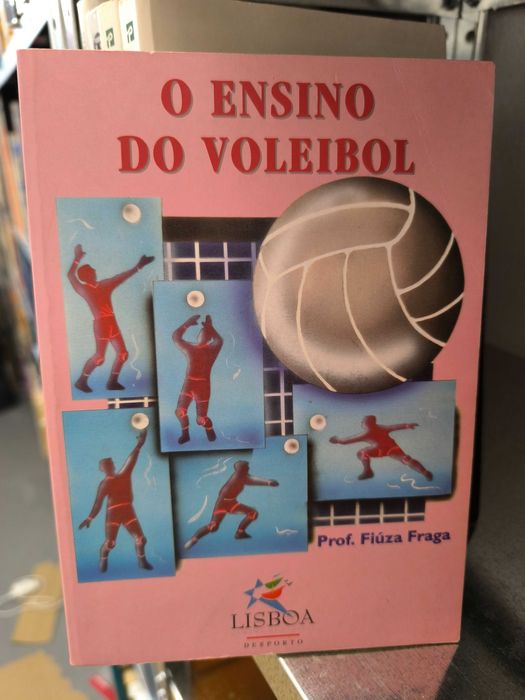 O ENSINO
DO VOLEIBOL
Prof. Fiúza Fraga
LISBOA
DESPORTO